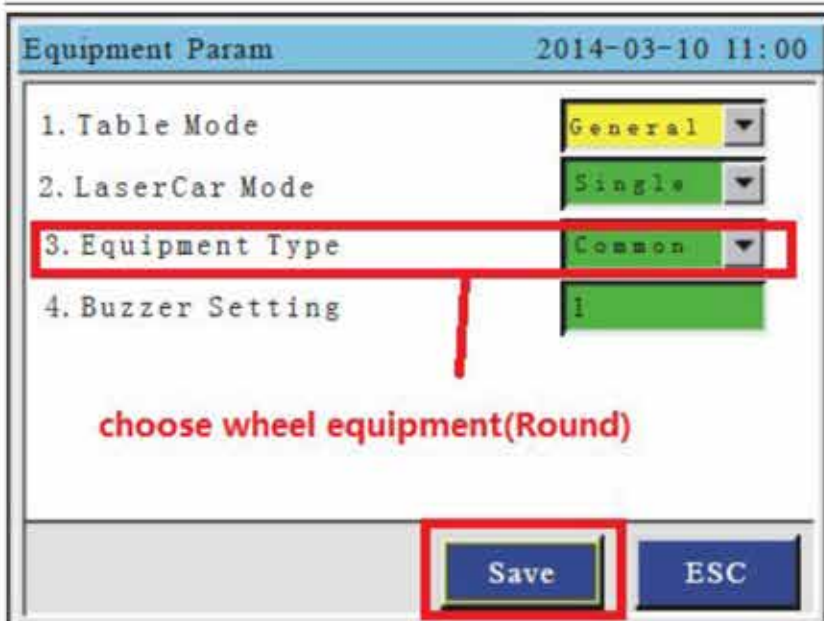 Equipment Param 2014-03-10 11:00
1. Table Mode General
2. LaserCar Mode Single
3. Equipment Type Common
4. Buzzer Setting 1
choose wheel equipment(Round)
Save ESC